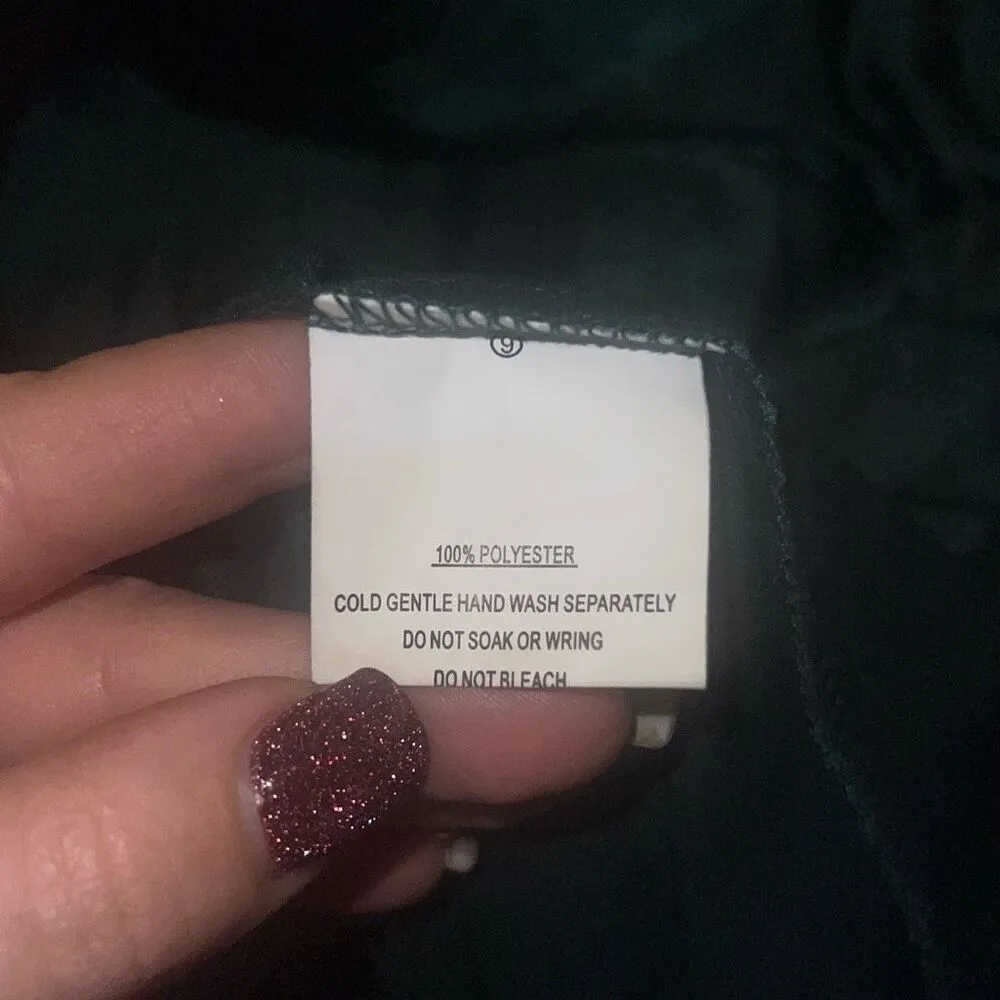 9
100% POLYESTER
COLD GENTLE HAND WASH SEPARATELY
DO NOT SOAK OR WRING
DO NOT BLEACH